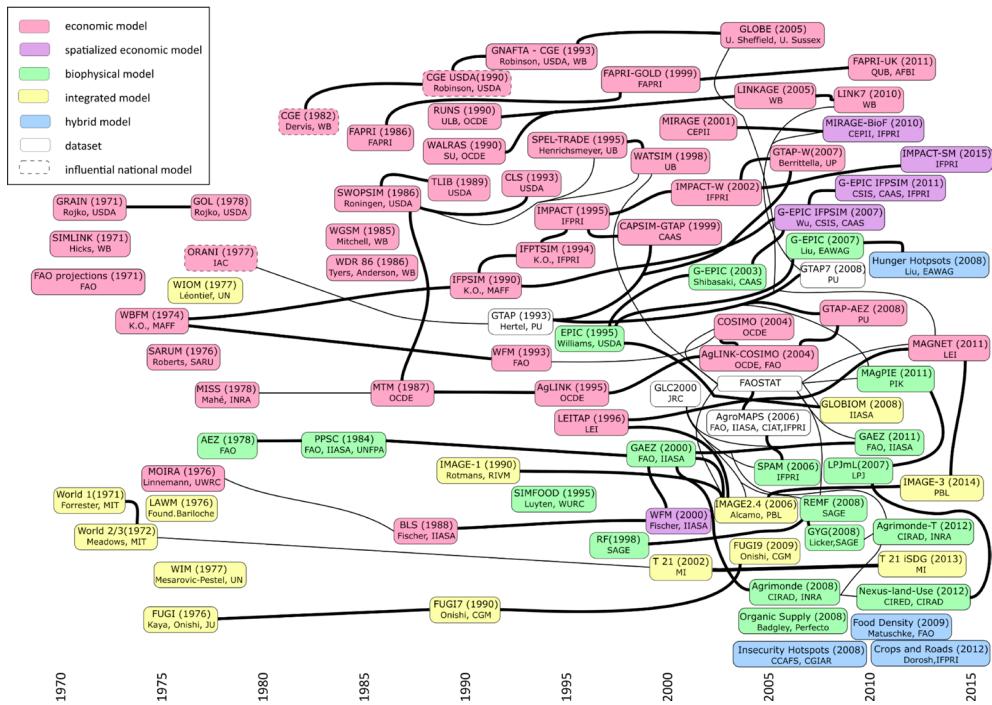 economic model
spatialized economic model
biophysical model
integrated model
hybrid model
dataset
influential national model
GLOBE (2005)
U. Sheffield, U. Sussex
GNAFTA - CGE (1993)
Robinson, USDA, WB
CGE USDA(1990)
Robinson, USDA
FAPRI-GOLD (1999)
FAPRI
FAPRI-UK (2011)
QUB, AFBI
CGE (1982)
Dervis, WB
RUNS (1990)
ULB, OCDE
LINKAGE (2005)
WB
LINK7 (2010)
WB
FAPRI (1986)
FAPRI
MIRAGE (2001)
CEPII
MIRAGE-BioF (2010)
CEPII, IFPRI
WALRAS (1990)
SU, OCDE
SPEL-TRADE (1995)
Henrichsmeyer, UB
WATSIM (1998)
UB
GTAP-W(2007)
Berrittella, UP
IMPACT-SM (2015)
IFPRI
TLIB (1989)
USDA
CLS (1993)
USDA
SWOPSIM (1986)
Roningen, USDA
IMPACT-W (2002)
IFPRI
G-EPIC IFPSIM (2011)
CSIS, CAAS, IFPRI
GRAIN (1971)
Rojko, USDA
GOL (1978)
Rojko, USDA
IMPACT (1995)
IFPRI
G-EPIC IFPSIM (2007)
Wu, CSIS, CAAS
WGSM (1985)
Mitchell, WB
CAPSIM-GTAP (1999)
CAAS
SIMLINK (1971)
Hicks, WB
ORANI (1977)
IAC
IFPTSIM (1994)
K.O., IFPRI
G-EPIC (2007)
Liu, EAWAG
WDR 86 (1986)
Tyers, Anderson, WB
Hunger Hotpsots (2008)
Liu, EAWAG
FAO projections (1971)
FAO
IFPSIM (1990)
K.O., MAFF
G-EPIC (2003)
Shibasaki, CAAS
GTAP7 (2008)
PU
WIOM (1977)
Léontief, UN
WBFM (1974)
K.O., MAFF
GTAP (1993)
Hertel, PU
GTAP-AEZ (2008)
PU
EPIC (1995)
Williams, USDA
COSIMO (2004)
OCDE
SARUM (1976)
Roberts, SARU
WFM (1993)
FAO
AgLINK-COSIMO (2004)
OCDE, FAO
MAGNET (2011)
LEI
MISS (1978)
Mahé, INRA
MTM (1987)
OCDE
AgLINK (1995)
OCDE
GLC2000
JRC
FAOSTAT
MAgPIE (2011)
PIK
GLOBIOM (2008)
IIASA
LEITAP (1996)
LEI
AgroMAPS (2006)
FAO, IIASA, CIAT,IFPRI
AEZ (1978)
FAO
PPSC (1984)
FAO, IIASA, UNFPA
GAEZ (2000)
FAO, IIASA
GAEZ (2011)
FAO, IIASA
MOIRA (1976)
Linnemann, UWRC
IMAGE-1 (1990)
Rotmans, RIVM
SPAM (2006)
IFPRI
LPJmL(2007)
LPJ
World 1(1971)
Forrester, MIT
LAWM (1976)
Found.Bariloche
SIMFOOD (1995)
Luyten, WURC
IMAGE-3 (2014)
PBL
IMAGE2.4 (2006)
Alcamo, PBL
REMF (2008)
SAGE
World 2/3(1972)
Meadows, MIT
BLS (1988)
Fischer, IIASA
WFM (2000)
Fischer, IIASA
GYG(2008)
Licker,SAGE
Agrimonde-T (2012)
CIRAD, INRA
RF(1998)
SAGE
FUGI9 (2009)
Onishi, CGM
WIM (1977)
Mesarovic-Pestel, UN
T 21 (2002)
MI
T 21 iSDG (2013)
MI
Agrimonde (2008)
CIRAD, INRA
Nexus-land-Use (2012)
CIRED, CIRAD
FUGI (1976)
Kaya, Onishi, JU
FUGI7 (1990)
Onishi, CGM
Organic Supply (2008)
Badgley, Perfecto
Food Density (2009)
Matuschke, FAO
Insecurity Hotspots (2008)
CCAFS, CGIAR
Crops and Roads (2012)
Dorosh,IFPRI
1970
1975
1980
1985
1990
1995
2000
2005
2010
2015